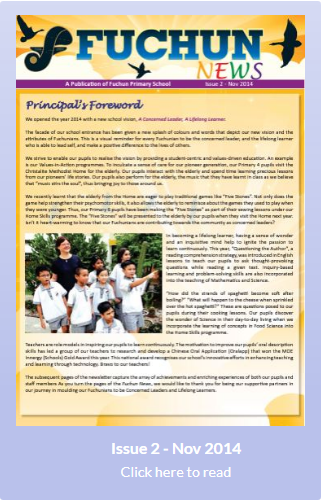 FUCHUN
NEWS
A Publication of Fuchun Primary School
Issue 2 - Nov 2014
Principal's Foreword
We opened the year 2014 with a new school vision, A Concerned Leader, A Lifelong Learner.
The facade of our school entrance has been given a new splash of colours and words that depict our new vision and the
attributes of Fuchunians. This is a visual reminder for every Fuchunian to be the concerned leader, and the lifelong learner
who is able to lead self, and make a positive difference to the lives of others.
We strive to enable our pupils to realise the vision by providing a student-centric and values-driven education. An example
is our Values-in-Action programmes. To inculcate a sense of care for our pioneer generation, our Primary 4 pupils visit the
Christalite Methodist Home for the elderly. Our pupils interact with the elderly and spend time learning precious lessons
from our pioneers' life stories. Our pupils also perform for the elderly, the music that they have learnt in class as we believe
that "music stirs the soul", thus bringing joy to those around us.
We recently learnt that the elderly from the Home are eager to play traditional games like "Five Stones". Not only does the
game help strengthen their psychomotor skills, it also allows the elderly to reminisce about the games they used to play when
they were younger. Thus, our Primary 5 pupils have been making the "Five Stones" as part of their sewing lessons under our
Home Skills programme. The "Five Stones" will be presented to the elderly by our pupils when they visit the Home next year.
Isn't it heart-warming to know that our Fuchunians are contributing towards the community as concerned leaders?
In becoming a lifelong learner, having a sense of wonder
and an inquisitive mind help to ignite the passion to
learn continuously. This year, "Questioning the Author", a
reading comprehension strategy, was introduced in English
lessons to teach our pupils to ask thought-provoking
questions while reading a given text. Inquiry-based
learning and problem-solving skills are also incorporated
into the teaching of Mathematics and Science.
"How did the strands of spaghetti become soft after
boiling?" "What will happen to the cheese when sprinkled
over the hot spaghetti?" These are questions posed to our
pupils during their cooking lessons. Our pupils discover
the wonder of Science in their day-to-day living when we
incorporate the learning of concepts in Food Science into
the Home Skills programme.
Teachers are role models in inspiring our pupils to learn continuously. The motivation to improve our pupils' oral description
skills has led a group of our teachers to research and develop a Chinese Oral Application (Oralapp) that won the MOE
Innergy (Schools) Gold Award this year. This national award recognises our school's innovative efforts in enhancing teaching
and learning through technology. Bravo to our teachers!
The subsequent pages of the newsletter capture the array of achievements and enriching experiences of both our pupils and
staff members. As you turn the pages of the Fuchun News, we would like to thank you for being our supportive partners in
our journey in moulding our Fuchunians to be Concerned Leaders and Lifelong Learners.
Issue 2 - Nov 2014
Click here to read